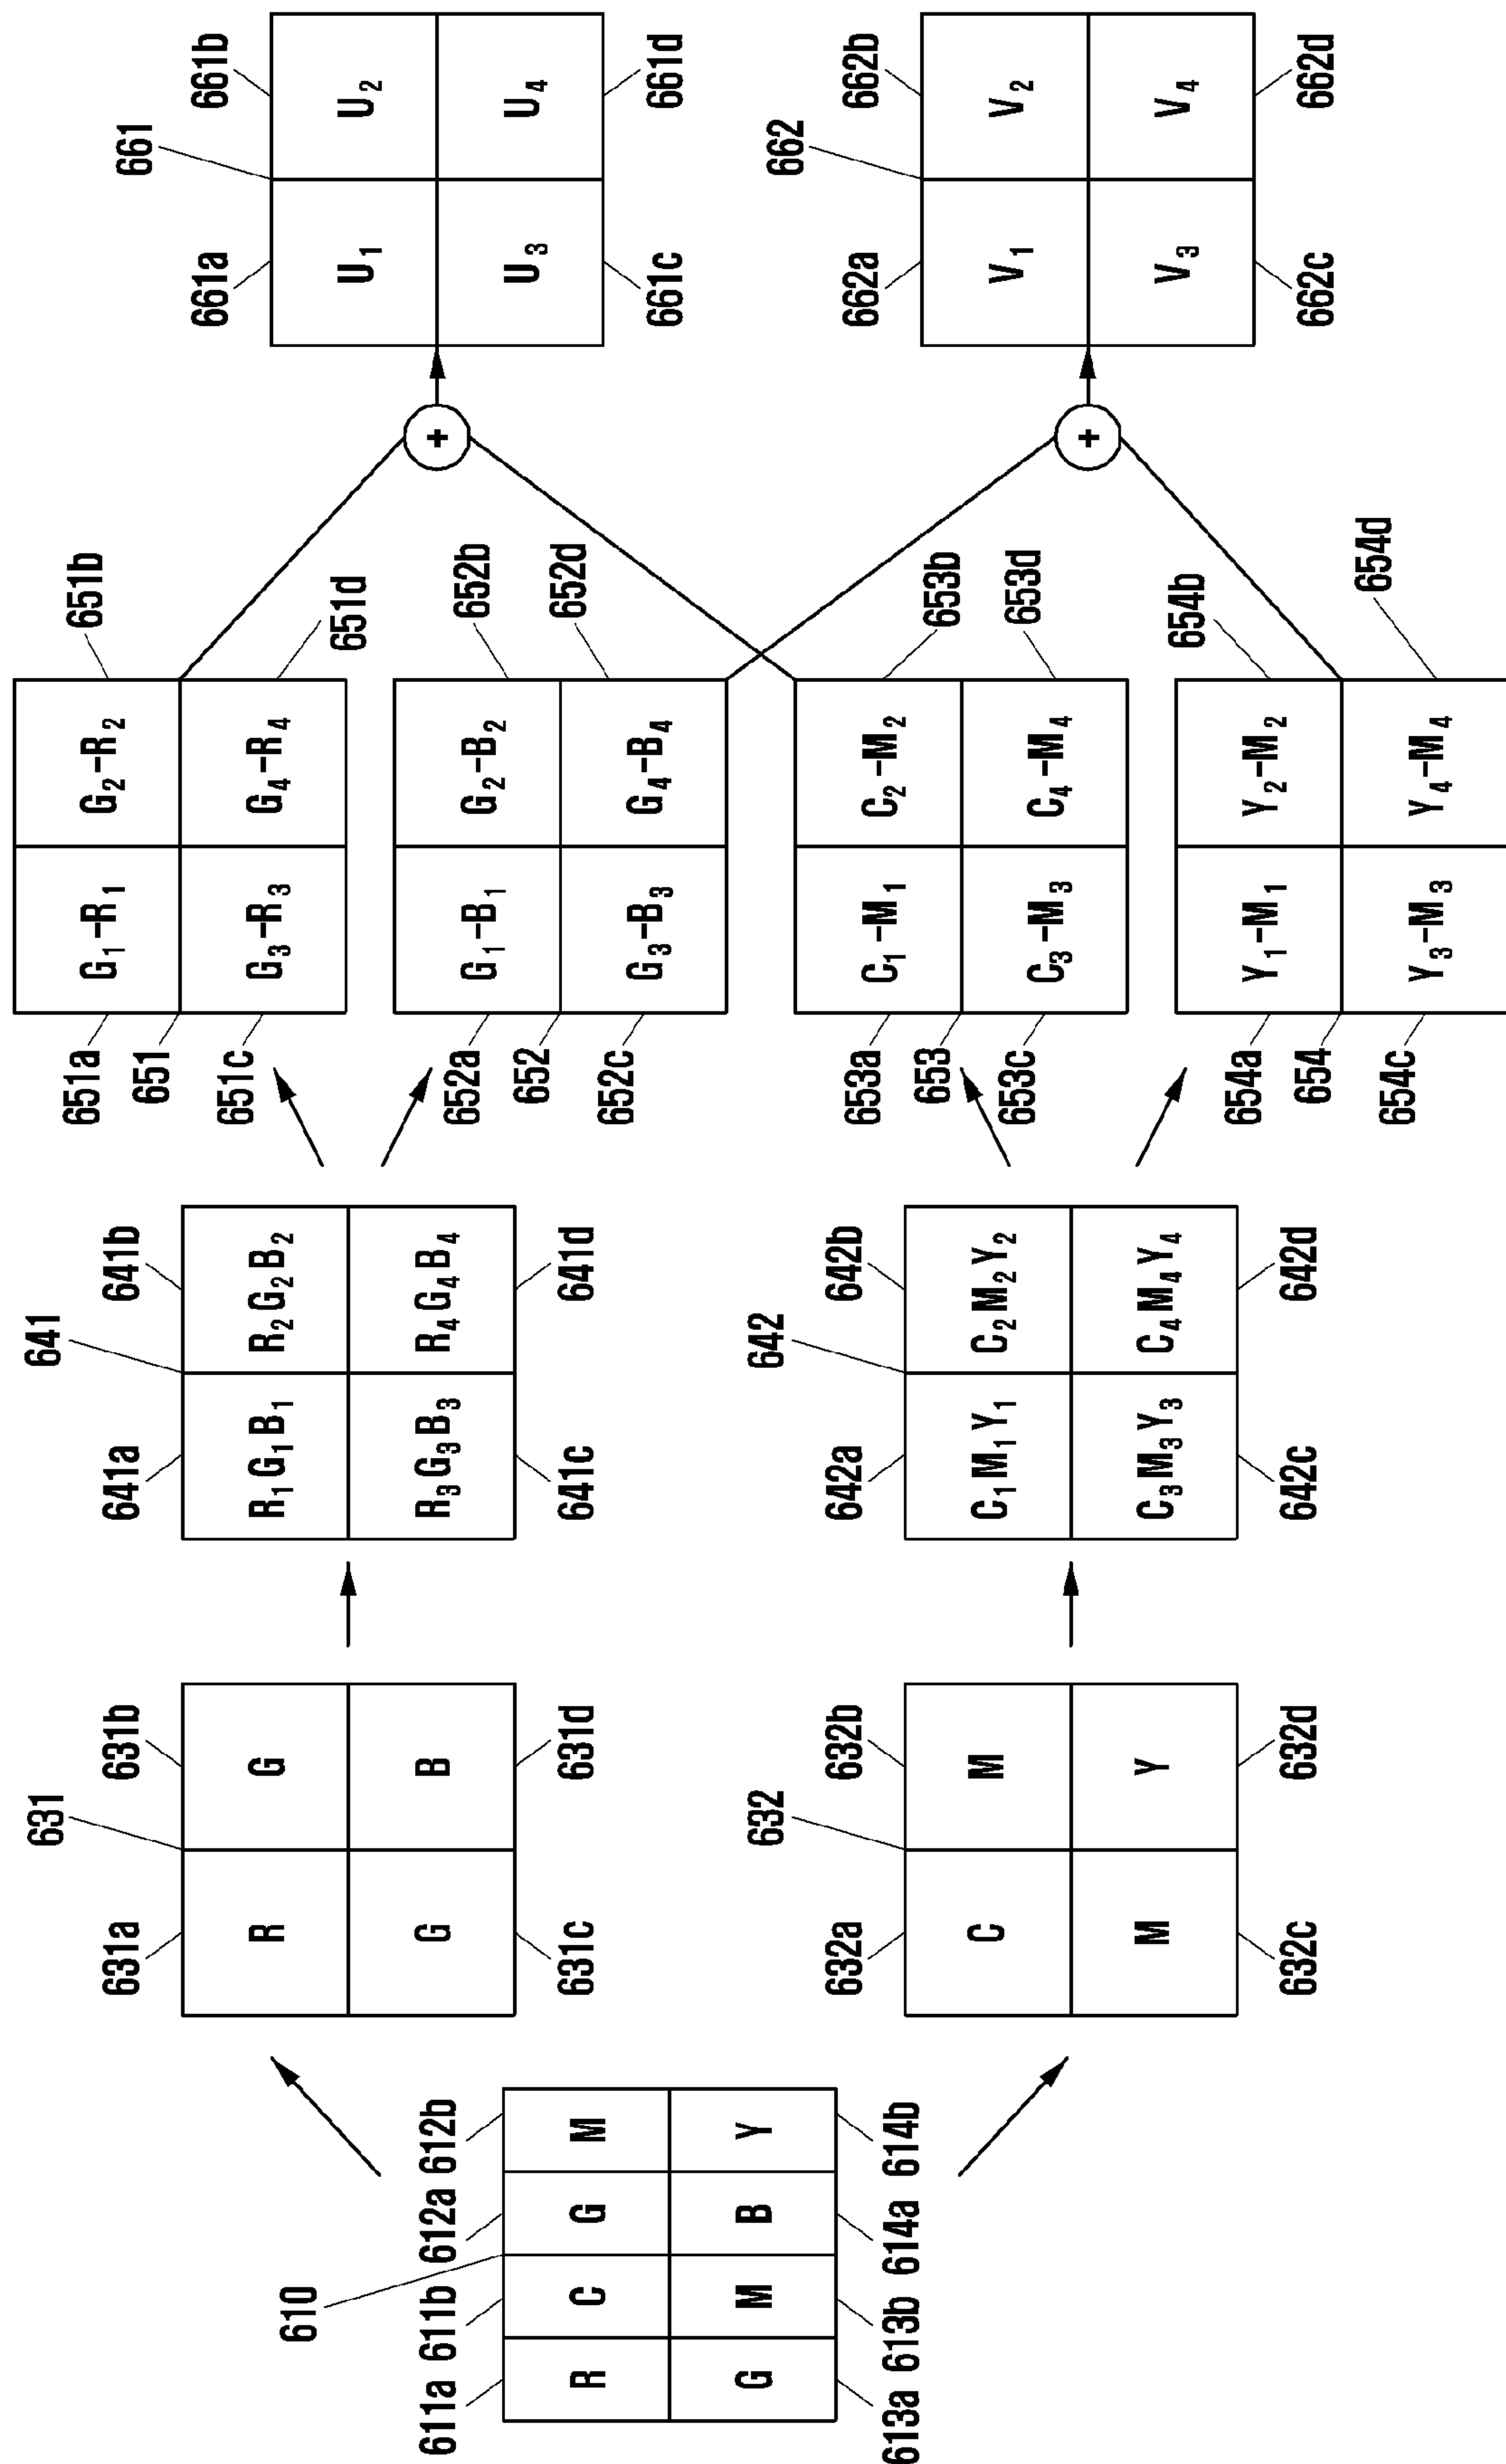 610
611a 611b 612a 612b
R C G M
G M B Y
613a 613b 614a 614b
631
631a 631b
R G
G B
631c 631d
632
632a 632b
C M
M Y
632c 632d
641
641a 641b
R1G1B1 R2G2B2
R3G3B3 R4G4B4
641c 641d
642
642a 642b
C1M1Y1 C2M2Y2
C3M3Y3 C4M4Y4
642c 642d
651a G1-R1 G2-R2 651b
651
651c G3-R3 G4-R4 651d
652a G1-B1 G2-B2 652b
652
652c G3-B3 G4-B4 652d
653a C1-M1 C2-M2 653b
653
653c C3-M3 C4-M4 653d
654a Y1-M1 Y2-M2 654b
654
654c Y3-M3 Y4-M4 654d
+
+
661
661a 661b
U1 U2
U3 U4
661c 661d
662
662a 662b
V1 V2
V3 V4
662c 662d